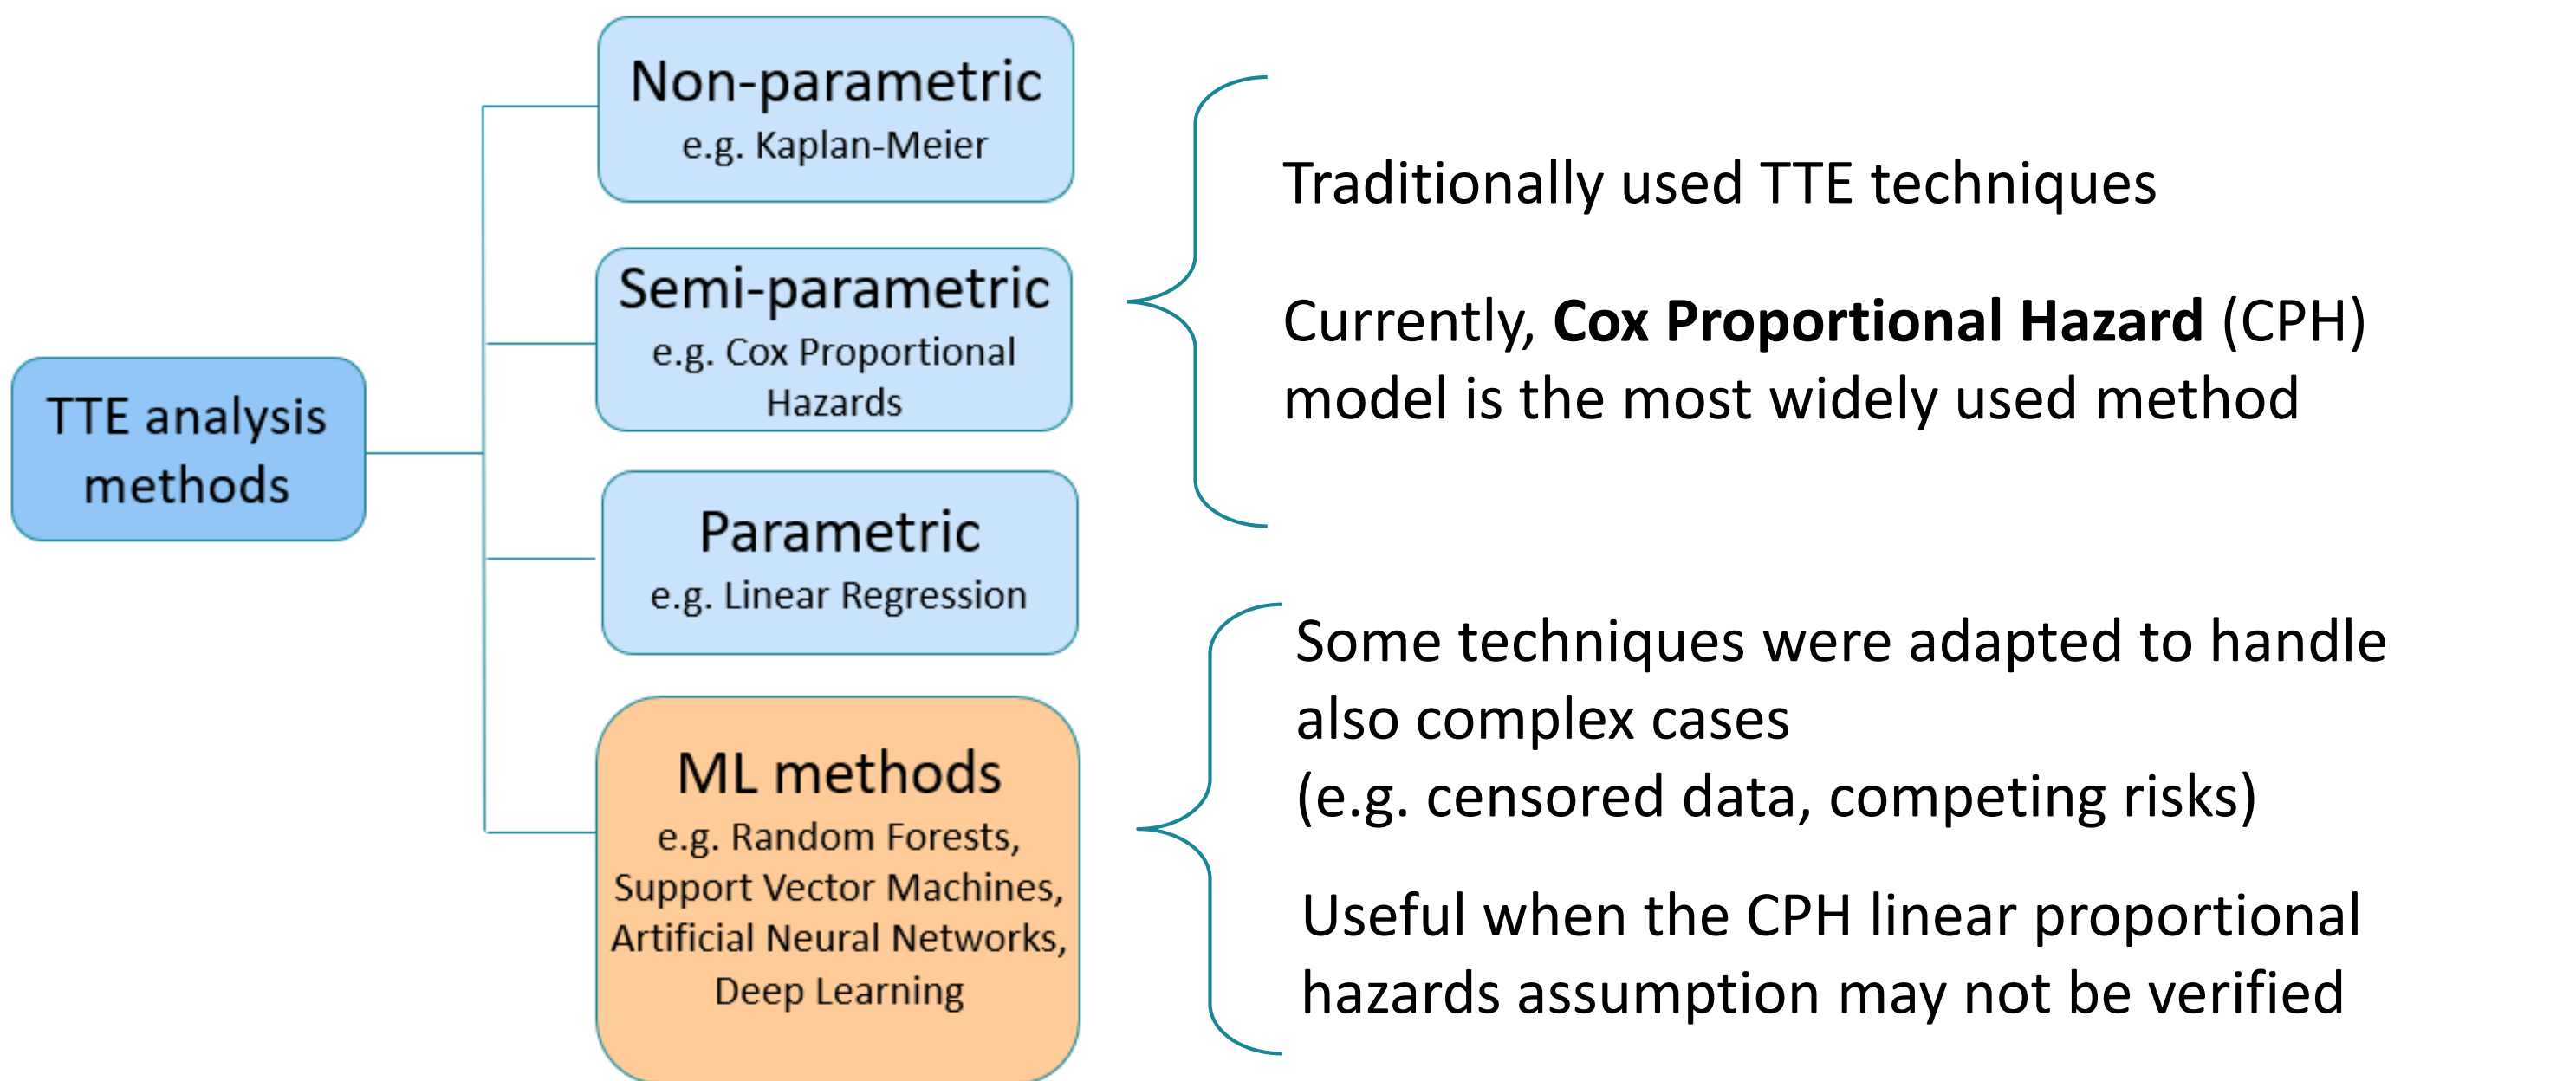 TTE analysis
methods
Non-parametric
e.g. Kaplan-Meier
Semi-parametric
e.g. Cox Proportional
Hazards
Parametric
e.g. Linear Regression
ML methods
e.g. Random Forests,
Support Vector Machines,
Artificial Neural Networks,
Deep Learning
Traditionally used TTE techniques
Currently, Cox Proportional Hazard (CPH)
model is the most widely used method
Some techniques were adapted to handle
also complex cases
(e.g. censored data, competing risks)
Useful when the CPH linear proportional
hazards assumption may not be verified